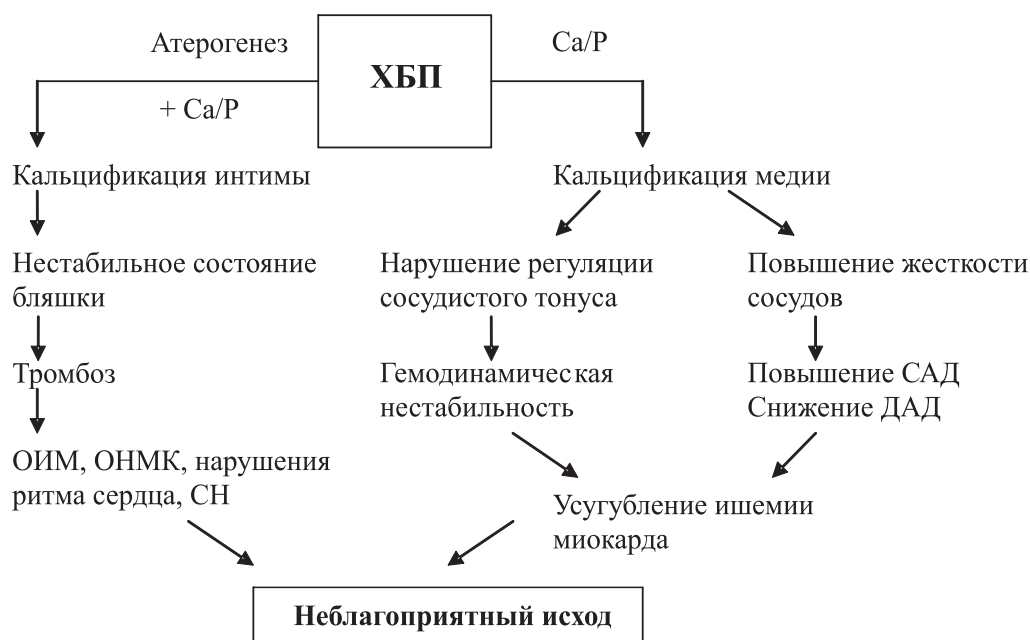 Атерогенез
ХБП
Ca/P
+ Ca/P
Кальцификация интимы
Кальцификация медии
Нестабильное состояние
бляшки
Нарушение регуляции
сосудистого тонуса
Повышение жесткости
сосудов
Тромбоз
Гемодинамическая
нестабильность
Повышение САД
Снижение ДАД
ОИМ, ОНМК, нарушения
ритма сердца, СН
Усугубление ишемии
миокарда
Неблагоприятный исход